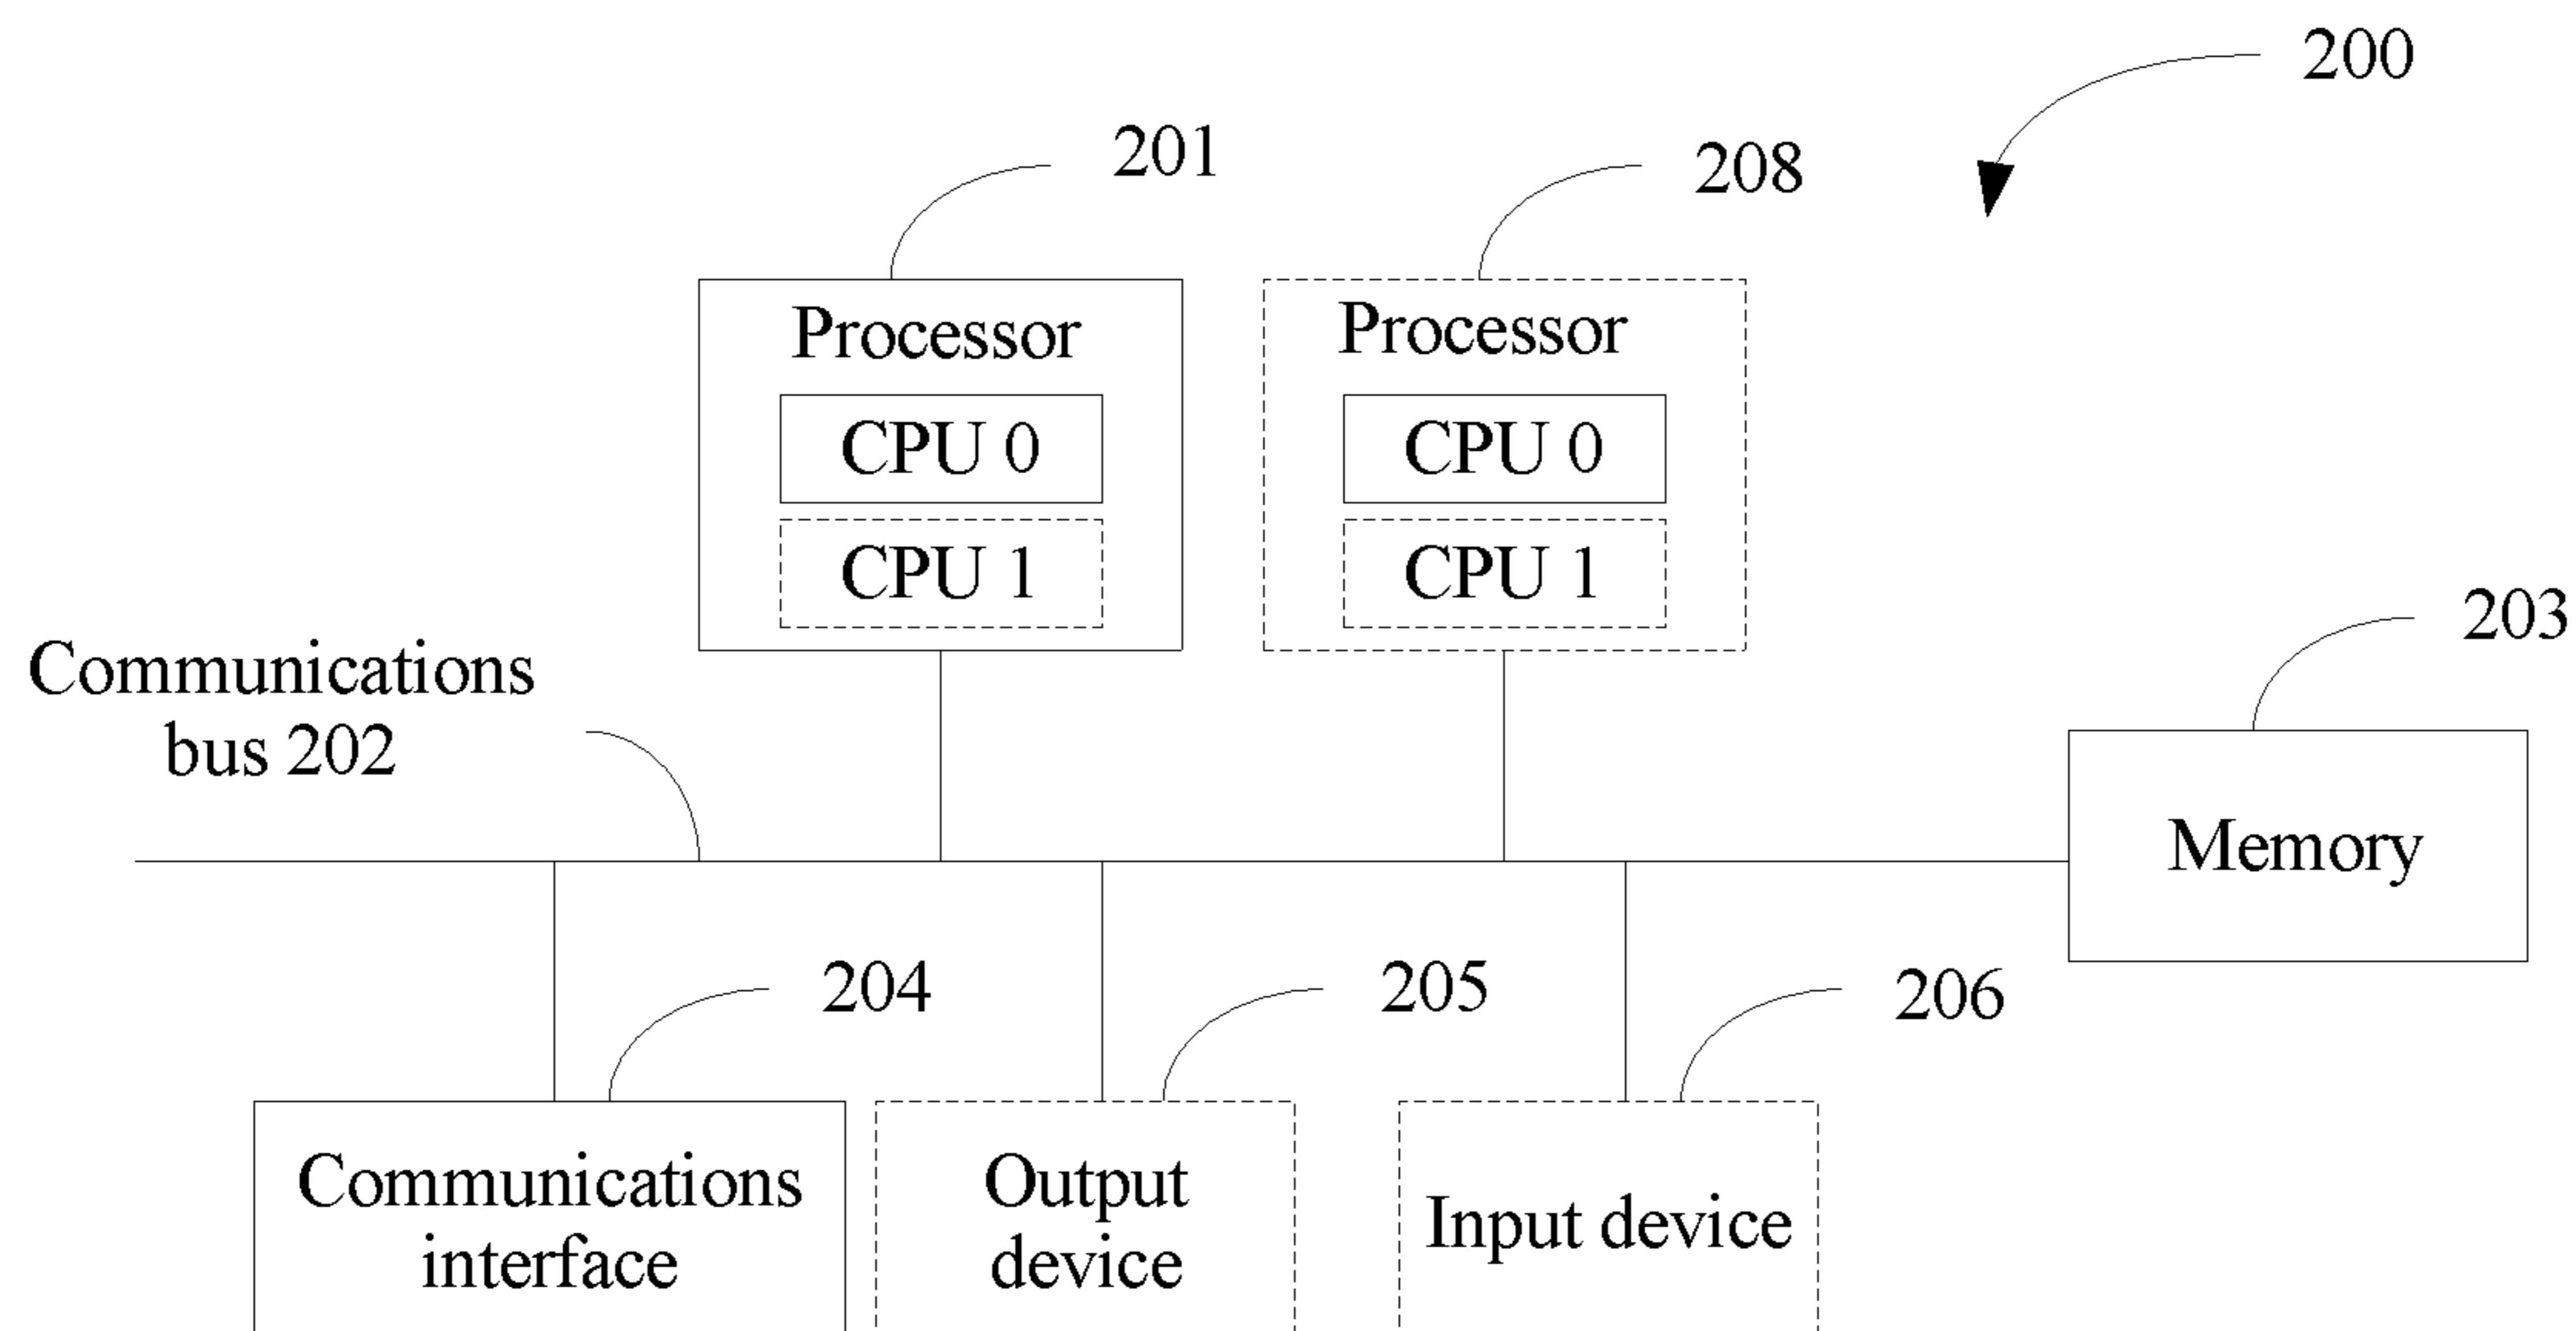 200
201
208
Processor
Processor
CPU 0
CPU 0
CPU 1
CPU 1
203
Communications
bus 202
Memory
204
205
206
Communications
interface
Output
device
Input device